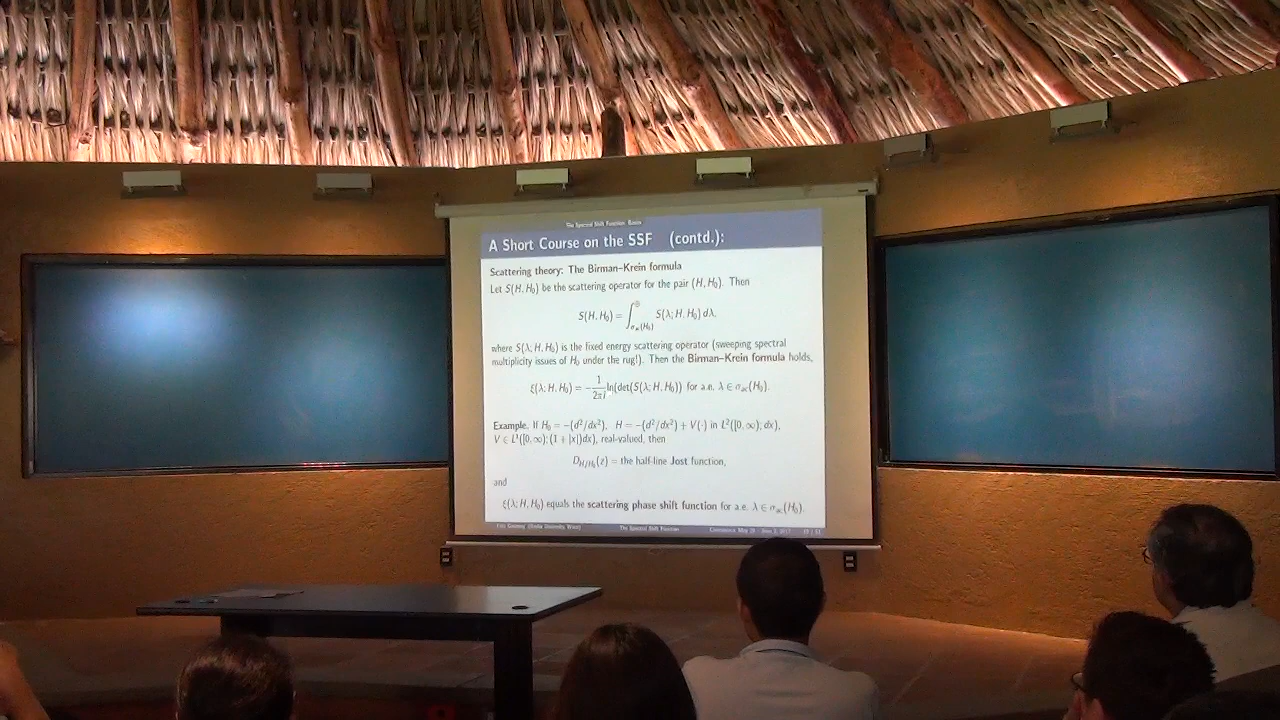 The Spectral Shift Function: Basics
A Short Course on the SSF (contd.):
Scattering theory: The Birman–Krein formula
Let S(H, H₀) be the scattering operator for the pair (H, H₀). Then
S(H, H₀) = ∫^⊕_{σ_ac(H₀)} S(λ; H, H₀) dλ,
where S(λ; H, H₀) is the fixed energy scattering operator (sweeping spectral
multiplicity issues of H₀ under the rug!). Then the Birman–Krein formula holds,
ξ(λ; H, H₀) = −1/2πi ln(det(S(λ; H, H₀)) for a.e. λ ∈ σ_ac(H₀).
Example. If H₀ = −(d²/dx²), H = −(d²/dx²) + V(·) in L²([0, ∞); dx),
V ∈ L¹([0, ∞); (1 + |x|)dx), real-valued, then
D_{H/H₀}(z) = the half-line Jost function,
and
ξ(λ; H, H₀) equals the scattering phase shift function for a.e. λ ∈ σ_ac(H₀).
The Spectral Shift Function